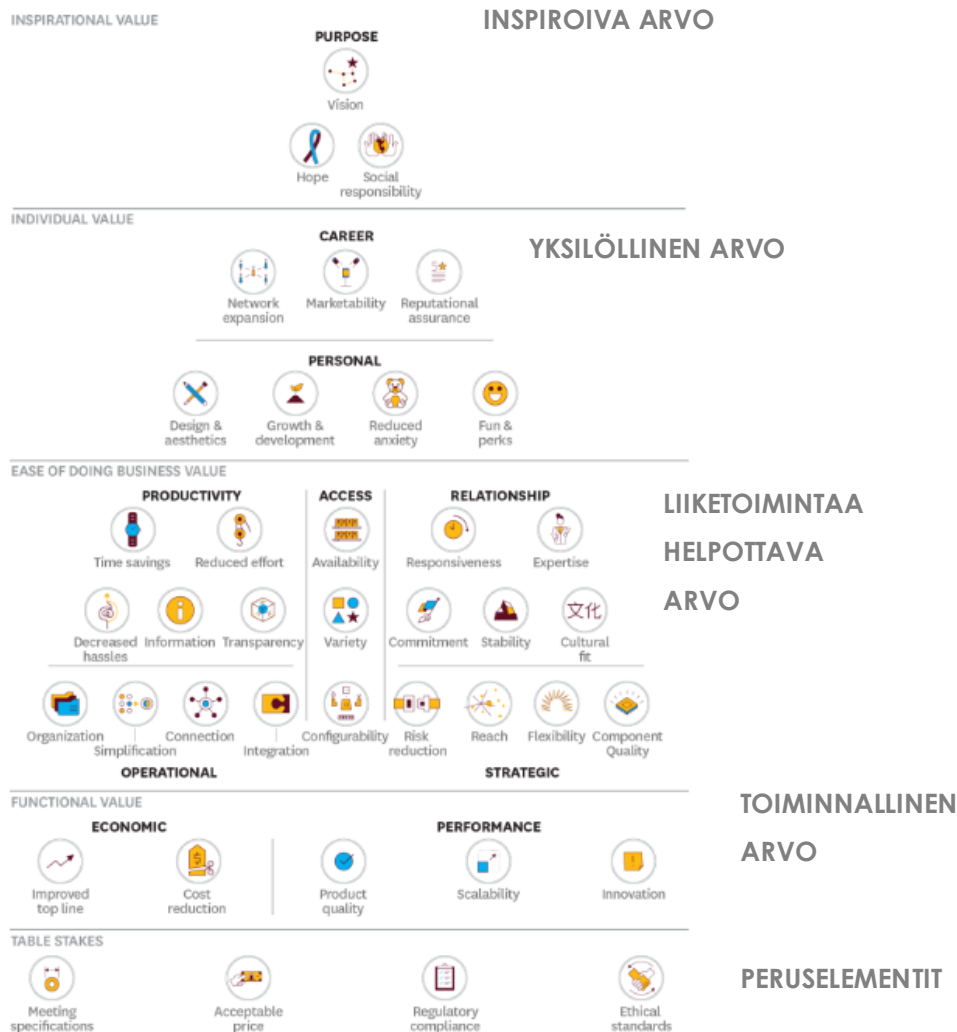 INSPIRATIONAL VALUE
INSPIROIVA ARVO
PURPOSE
Vision
Hope
Social
responsibility
INDIVIDUAL VALUE
YKSILÖLLINEN ARVO
CAREER
Network
expansion
Marketability
Reputational
assurance
PERSONAL
Design &
aesthetics
Growth &
development
Reduced
anxiety
Fun &
perks
EASE OF DOING BUSINESS VALUE
LIIKETOIMINTAA
HELPOTTAVA
ARVO
PRODUCTIVITY
Time savings
Reduced effort
Decreased
hassles
Information
Transparency
ACCESS
Availability
Variety
Configurability
RELATIONSHIP
Responsiveness
Expertise
Commitment
Stability
文化
Cultural
fit
Organization
Simplification
Connection
Integration
OPERATIONAL
Risk
reduction
Reach
Flexibility
Component
Quality
STRATEGIC
FUNCTIONAL VALUE
TOIMINNALLINEN
ARVO
ECONOMIC
Improved
top line
$
Cost
reduction
PERFORMANCE
Product
quality
Scalability
Innovation
TABLE STAKES
PERUSELEMENTIT
Meeting
specifications
Acceptable
price
Regulatory
compliance
Ethical
standards